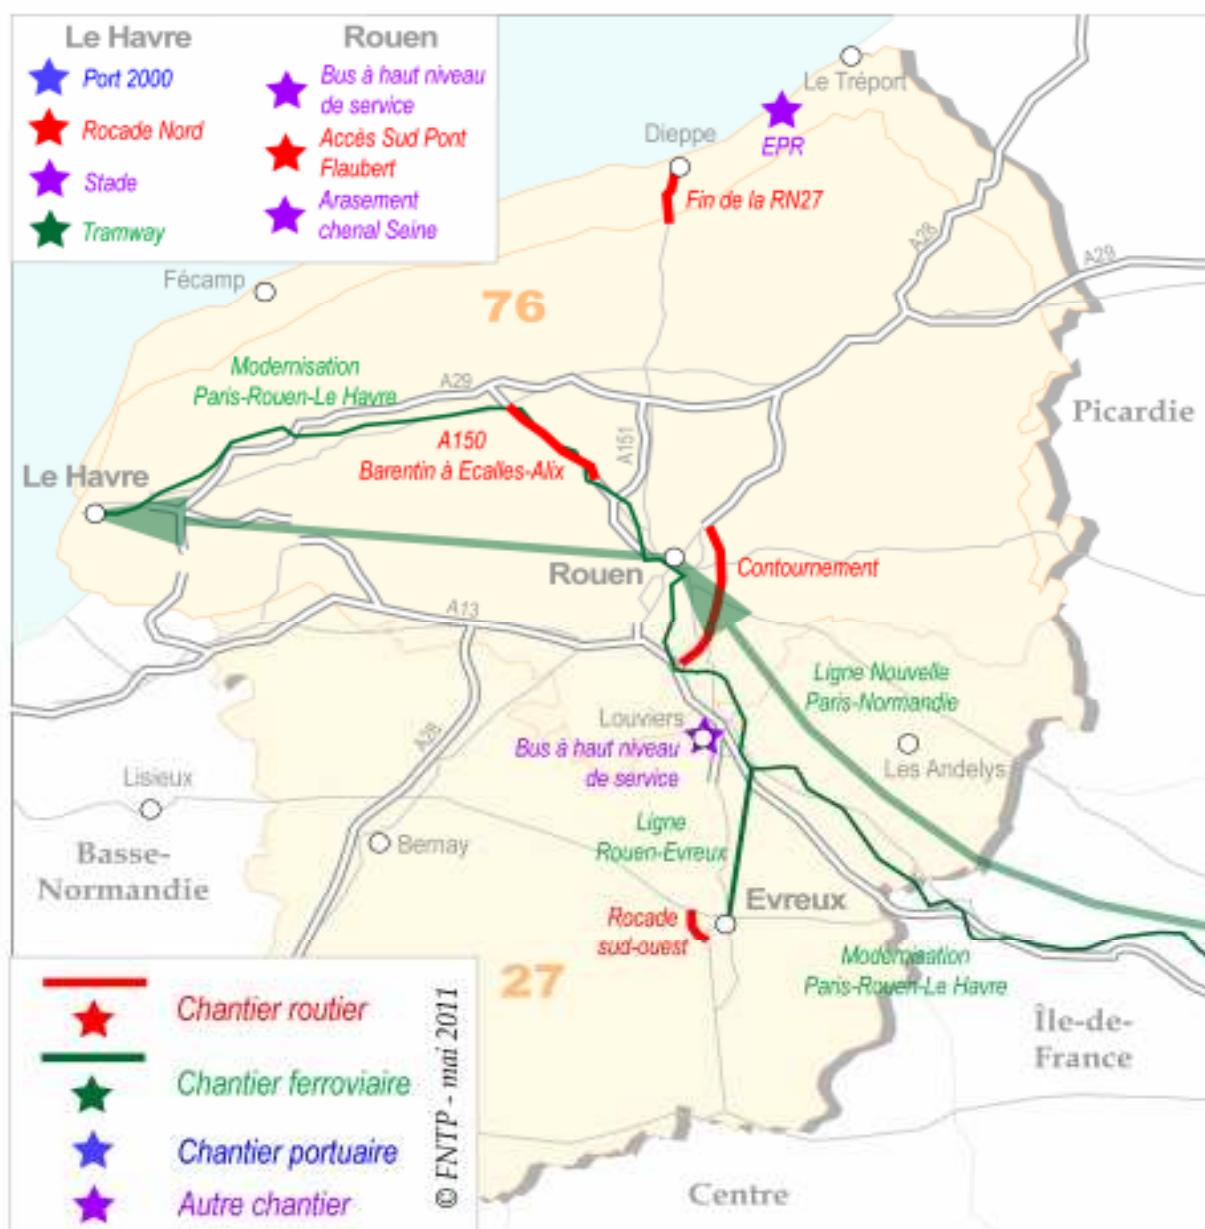 Le Havre
Port 2000
Rocade Nord
Stade
Tramway
Rouen
Bus à haut niveau
de service
Accès Sud Pont
Flaubert
Arasement
chenal Seine
Le Tréport
EPR
Dieppe
Fin de la RN27
A28
A29
Fécamp
76
Modernisation
Paris-Rouen-Le Havre
A29
Picardie
A150
Barentin à Ecalles-Alix
A151
Le Havre
Rouen
Contournement
A13
Ligne Nouvelle
Paris-Normandie
Louviers
Bus à haut niveau
de service
A28
Les Andelys
Lisieux
Ligne
Rouen-Evreux
Bernay
Basse-
Normandie
Evreux
Rocade
sud-ouest
Modernisation
Paris-Rouen-Le Havre
27
Île-de-
France
Chantier routier
Chantier ferroviaire
Chantier portuaire
Autre chantier
© FNTP - mai 2011
Centre